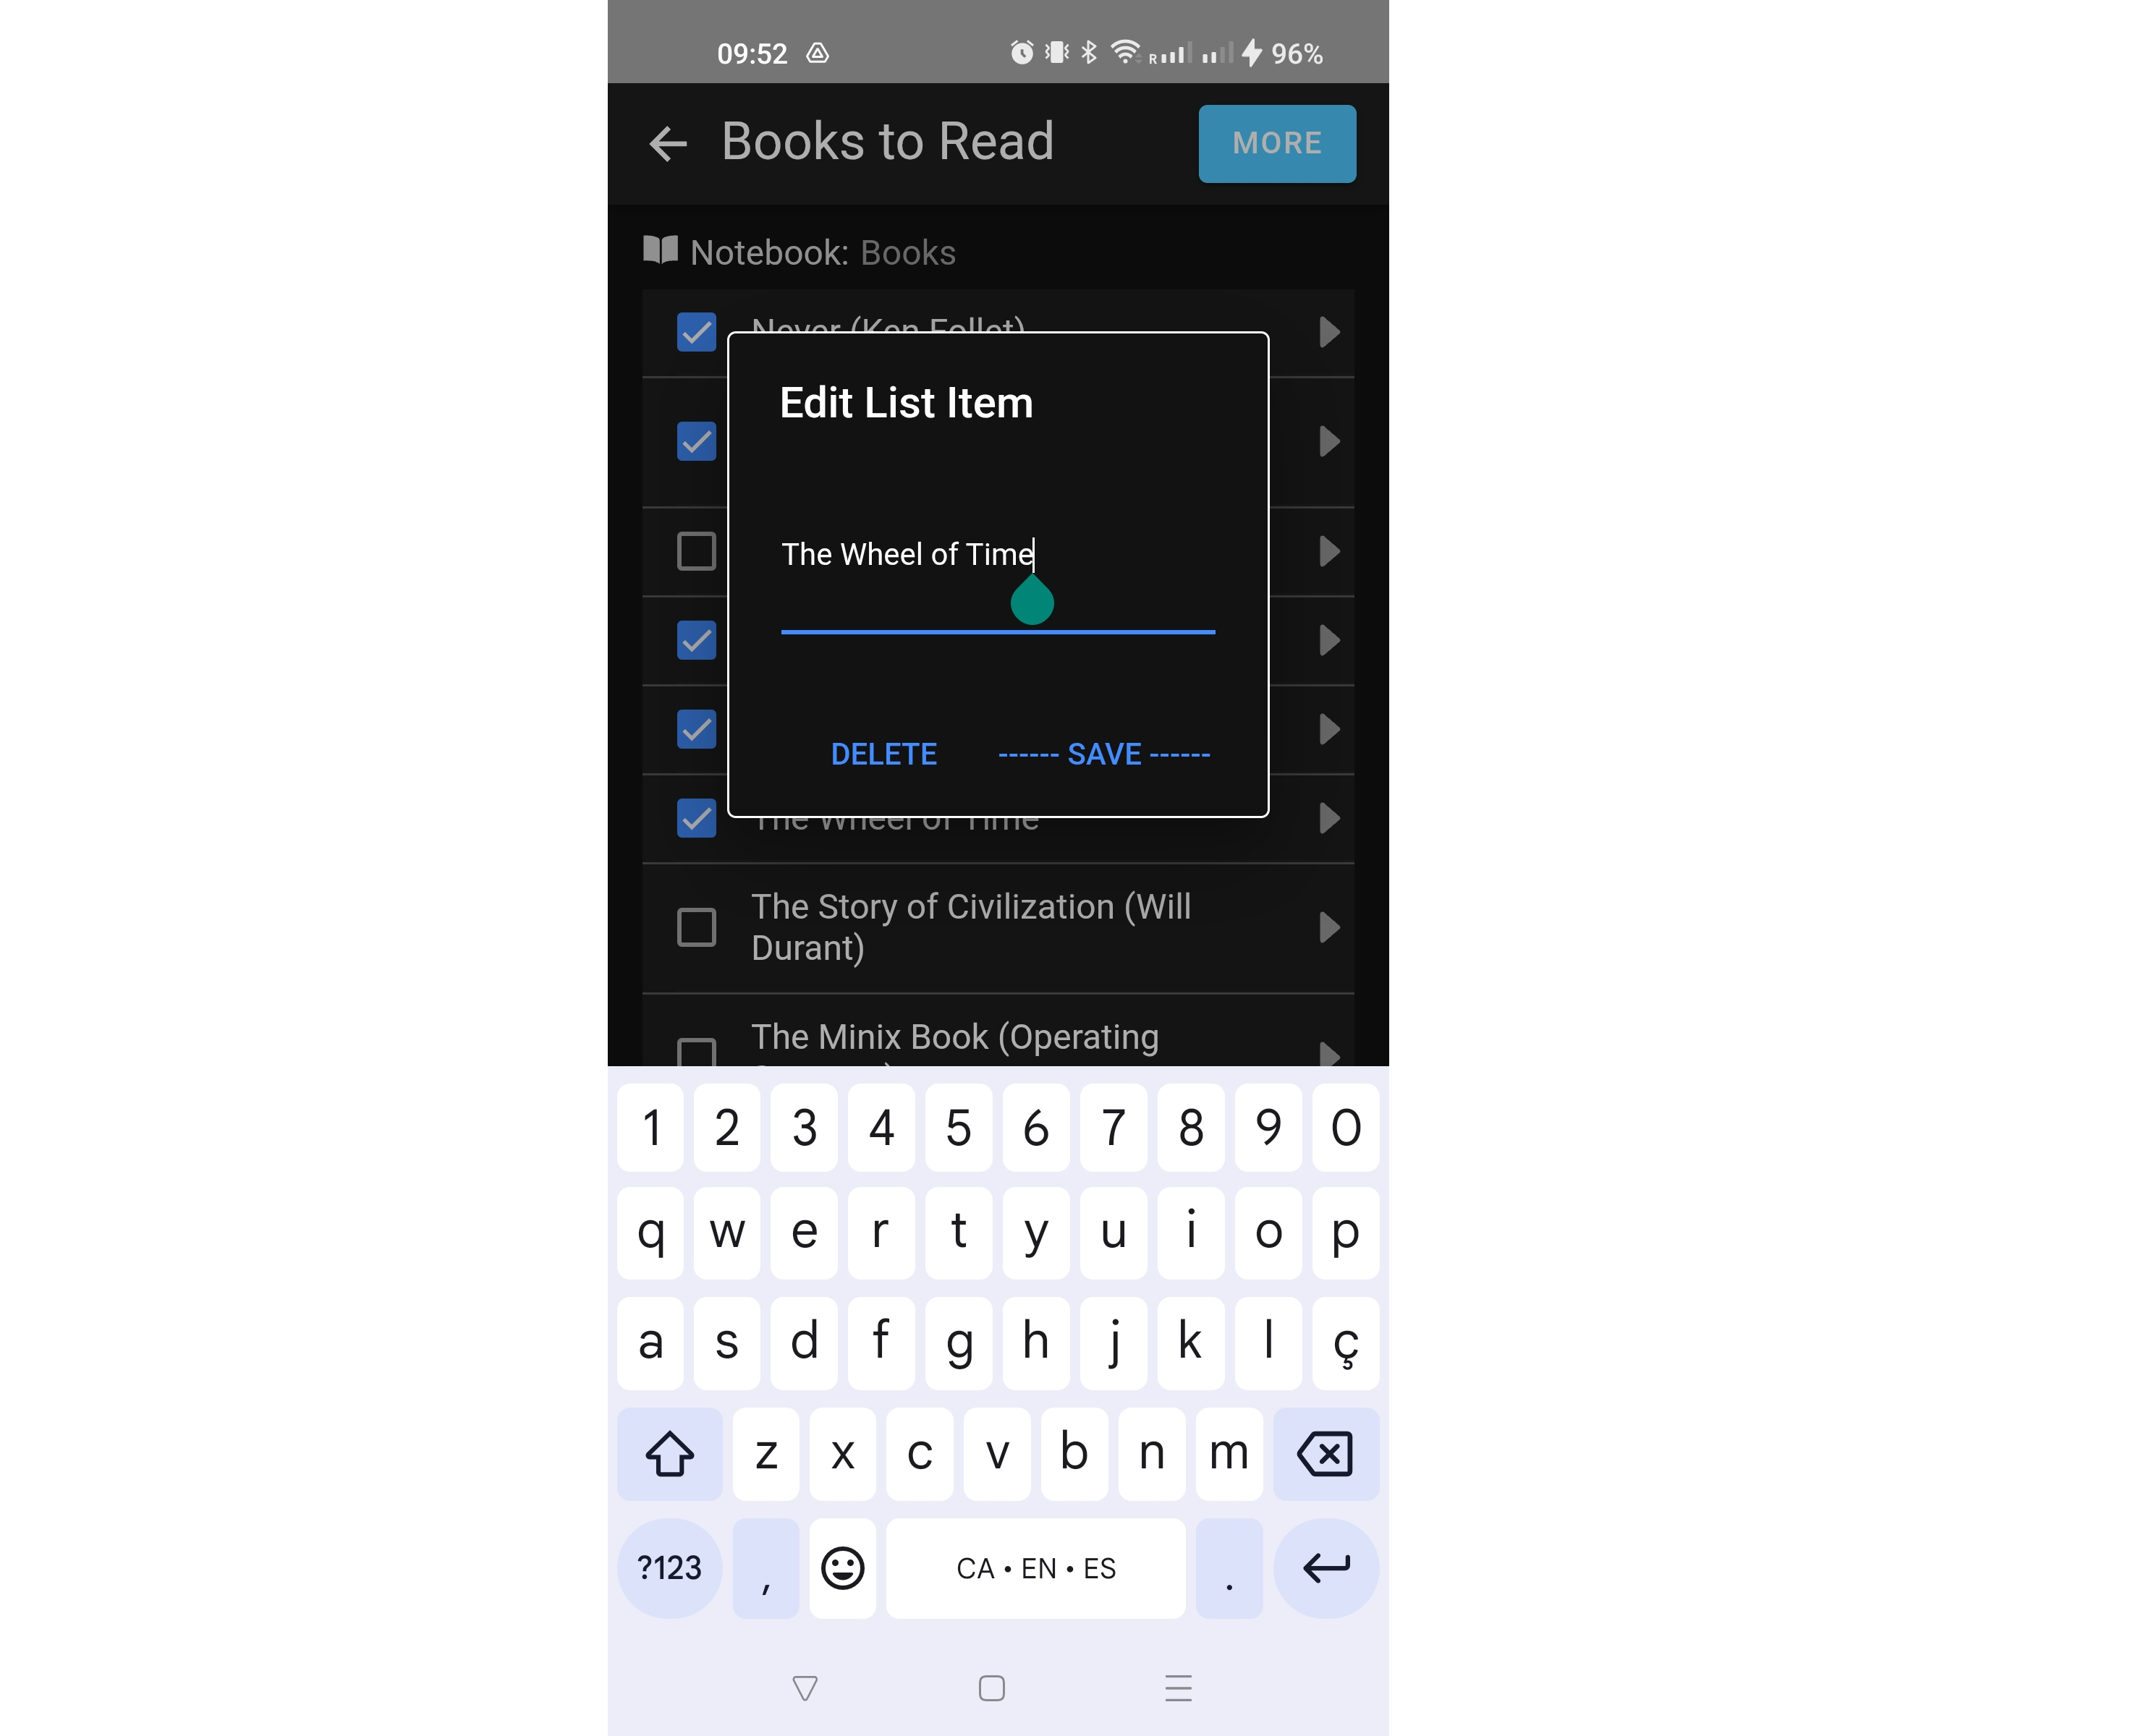 09:52 R 96%
Books to Read MORE
Notebook: Books
Never (Ken Follet)
Edit List Item
The Wheel of Time
DELETE ------ SAVE ------
The Wheel of Time
The Story of Civilization (Will
Durant)
The Minix Book (Operating
1 2 3 4 5 6 7 8 9 0
q w e r t y u i o p
a s d f g h j k l ç
z x c v b n m
?123 , CA • EN • ES .